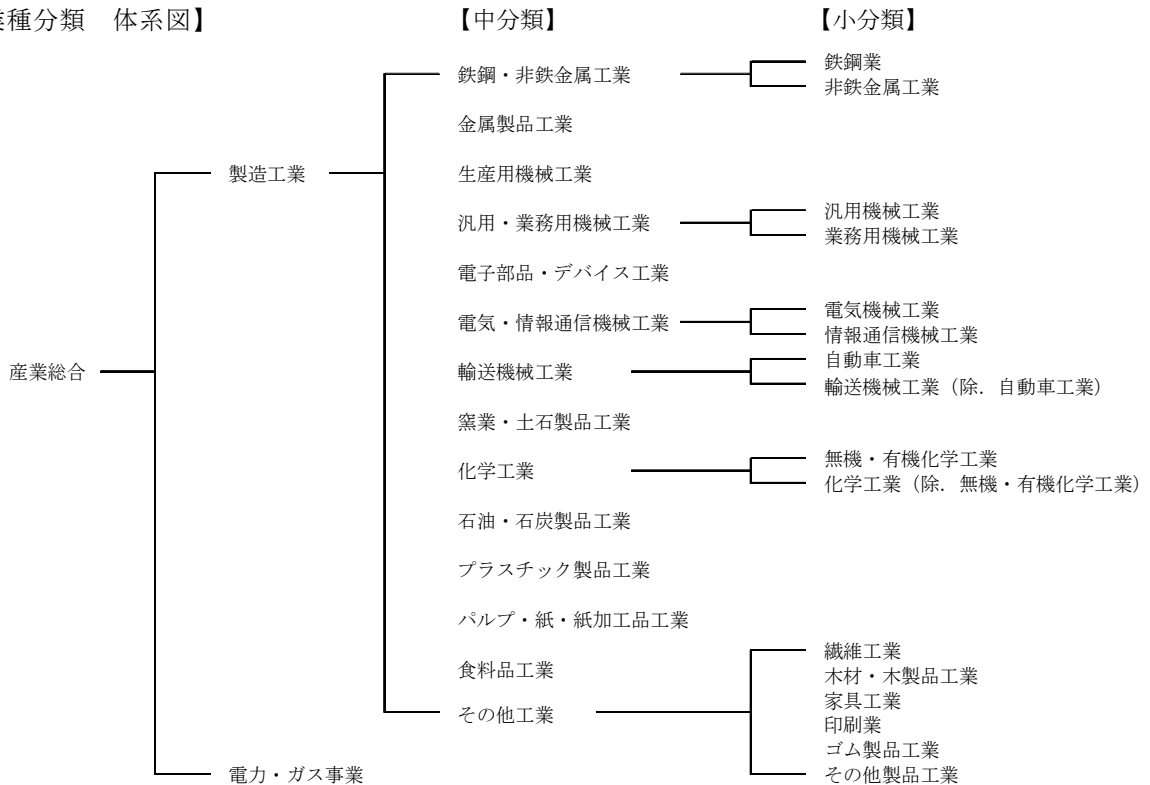 種分類　体系図】
【中分類】
【小分類】
鉄鋼・非鉄金属工業
鉄鋼業
非鉄金属工業
金属製品工業
製造工業
生産用機械工業
汎用・業務用機械工業
汎用機械工業
業務用機械工業
電子部品・デバイス工業
電気・情報通信機械工業
電気機械工業
情報通信機械工業
産業総合
輸送機械工業
自動車工業
輸送機械工業（除．自動車工業）
窯業・土石製品工業
化学工業
無機・有機化学工業
化学工業（除．無機・有機化学工業）
石油・石炭製品工業
プラスチック製品工業
パルプ・紙・紙加工品工業
食料品工業
その他工業
繊維工業
木材・木製品工業
家具工業
印刷業
ゴム製品工業
その他製品工業
電力・ガス事業